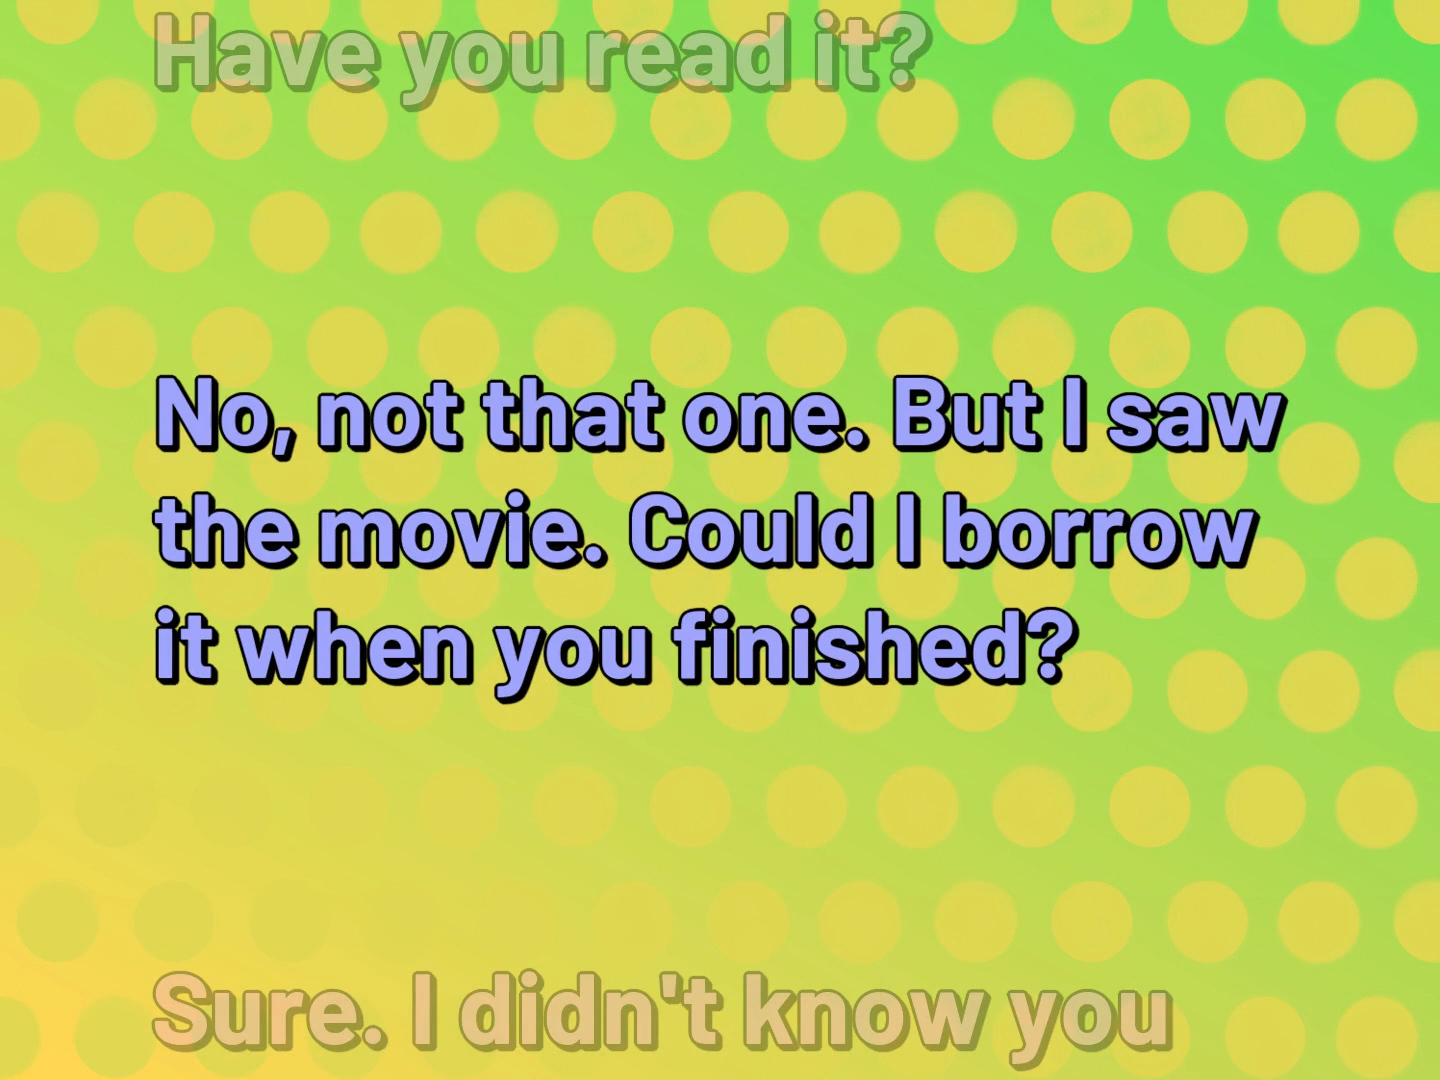 Have you read it?
No, not that one. But I saw
the movie. Could I borrow
it when you finished?
Sure. I didn't know you